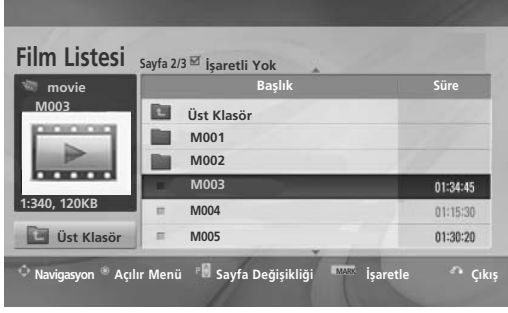 Film Listesi Sayfa 2/3 İşaretli Yok
movie
M003
1:340, 120KB
Üst Klasör
Başlık Süre
Üst Klasör
M001
M002
M003 01:34:45
M004 01:15:30
M005 01:30:20
Navigasyon Açılır Menü P Sayfa Değişikliği MARK İşaretle Çıkış